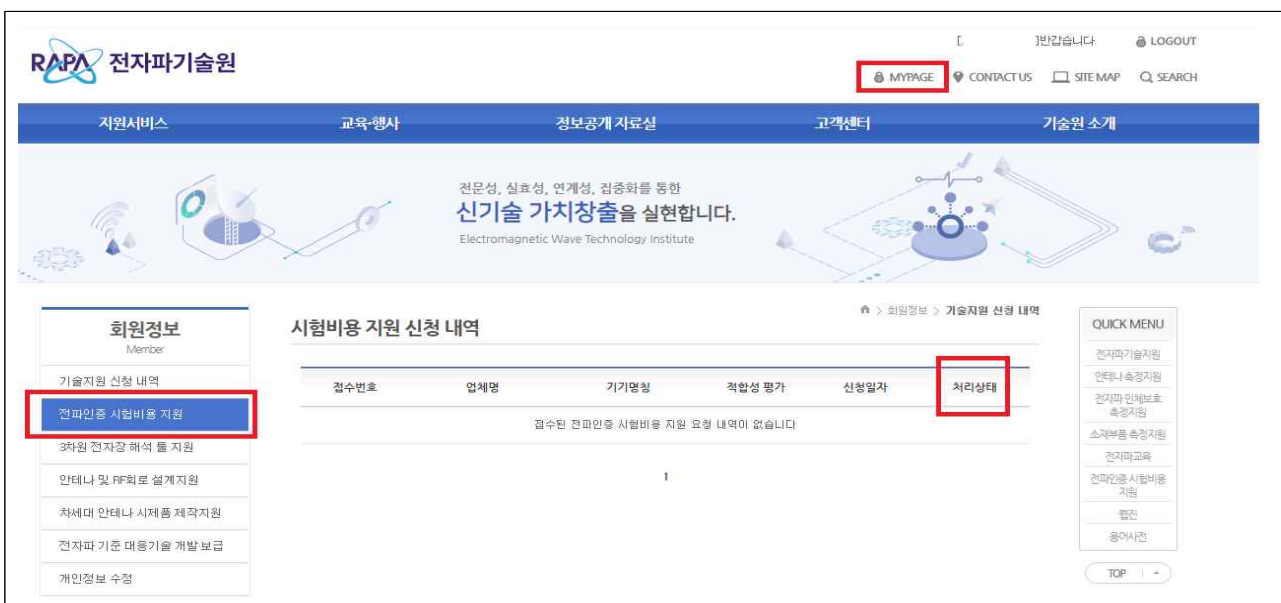 [. ]반갑습니다 LOGOUT
RAPA 전자파기술원
MYPAGE CONTACT US SITE MAP SEARCH
지원서비스 교육·행사 정보공개 자료실 고객센터 기술원 소개
전문성, 실효성, 연계성, 집중화를 통한
신기술 가치창출을 실현합니다.
Electromagnetic Wave Technology Institute
> 회원정보 > 기술지원 신청 내역
회원정보
Member
기술지원 신청 내역
전파인증 시험비용 지원
3차원 전자장 해석 툴 지원
안테나 및 RF회로 설계지원
차세대 안테나 시제품 제작지원
전자파 기준 대응기술 개발 보급
개인정보 수정
시험비용 지원 신청 내역
접수번호 업체명 기기명칭 적합성 평가 신청일자 처리상태
접수된 전파인증 시험비용 지원 요청 내역이 없습니다
1
QUICK MENU
전자파기술지원
안테나 측정지원
전자파 인체보호
측정지원
소재부품 측정지원
전자파교육
전파인증 시험비용
지원
웹진
용어사전
TOP